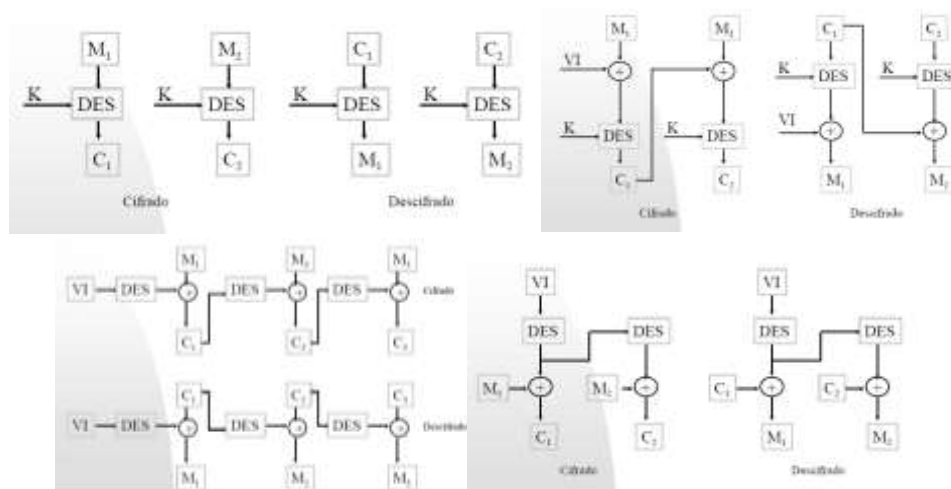 M1 M2 C1 C2
K DES K DES K DES K DES
C1 C2 M1 M2
Cifrado Descifrado
M1 M2 C1 C2
VI
K DES K DES
VI
K DES K DES
C1 C2 M1 M2
Cifrado Descifrado
M1 M2 M3
VI DES DES DES Cifrado
C1 C2 C3
C1 C2 C3
VI DES DES DES Descifrado
M1 M2 M3
VI VI
DES DES DES DES
M1 M2 C1 C2
C1 C2 M1 M2
Cifrado Descifrado